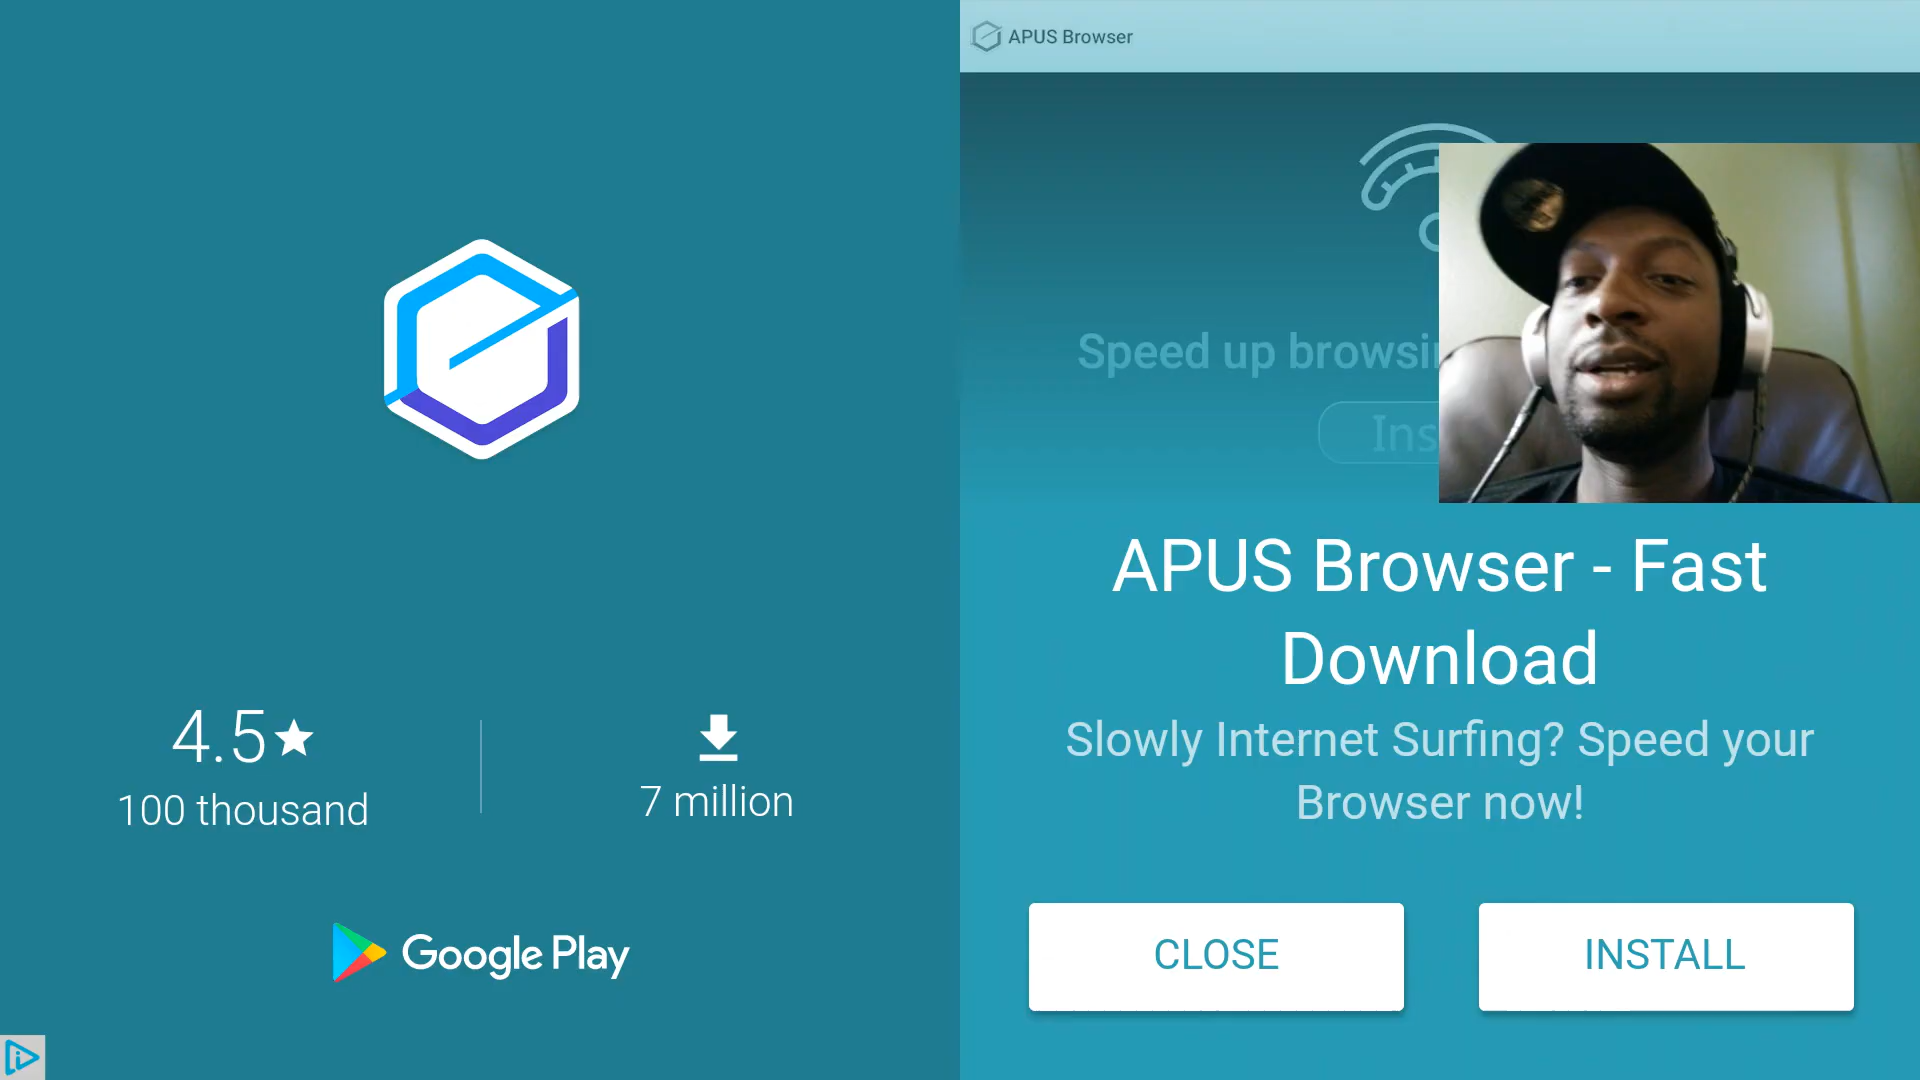 APUS Browser
Speed up browsin
Ins
APUS Browser - Fast
Download
Slowly Internet Surfing? Speed your
Browser now!
4.5
100 thousand
7 million
Google Play
CLOSE
INSTALL